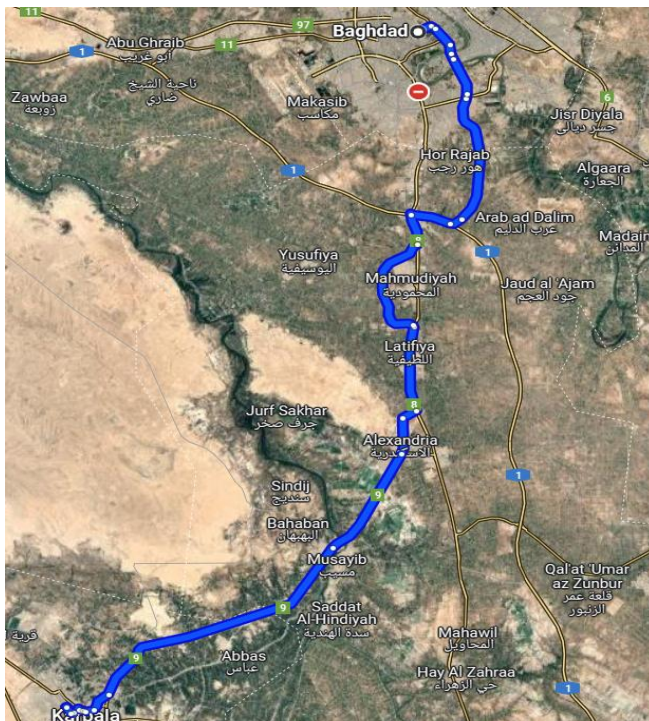 11
97
Baghdad
Abu Ghraib
أبو غريب
11
1
ناحية الشيخ
ضاري
Zawbaa
زوبعة
Makasib
مكاسب
6
Jisr Diyala
جسر ديالى
Hor Rajab
هور رجب
Algaara
الجعارة
1
Arab ad Dalim
عرب الدليم
Madain
المدائن
8
1
Yusufiya
اليوسيفية
Mahmudiyah
المحمودية
Jaud al 'Ajam
جود العجم
Latifiya
اللطيفية
8
Jurf Sakhar
جرف صخر
Alexandria
الاسكندرية
1
Sindij
سنديج
9
Bahaban
البهبهان
Musayib
مسيب
Qal'at 'Umar
az Zunbur
قلعة عمر
الزنبور
9
Saddat
Al-Hindiyah
سدة الهندية
Mahawil
المحاويل
9
'Abbas
عباس
Hay Al Zahraa
حي الزهراء
1
Karbala